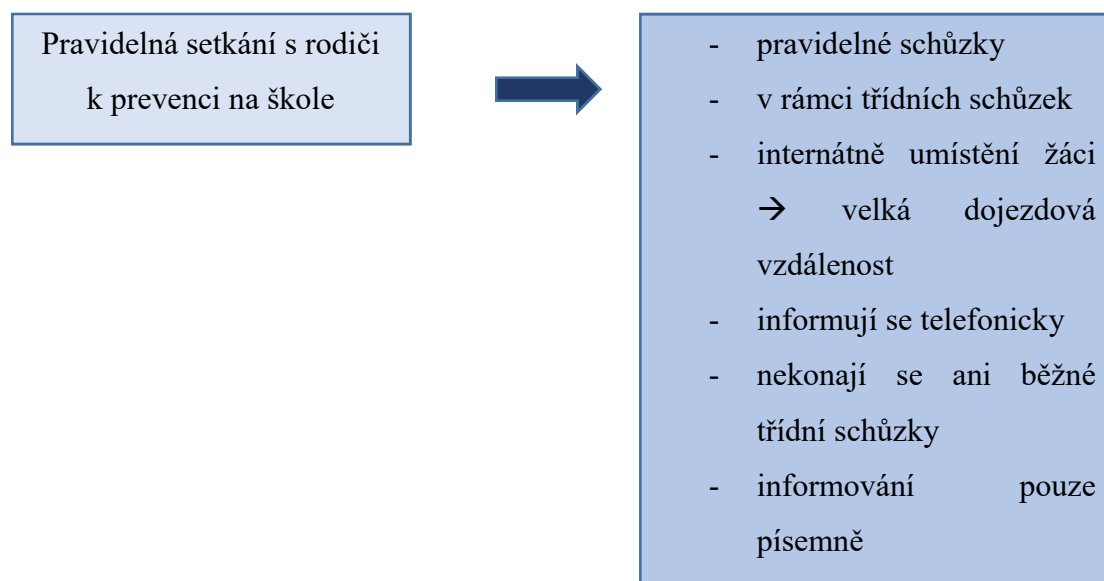 Pravidelná setkání s rodiči
k prevenci na škole
- pravidelné schůzky
- v rámci třídních schůzek
- internátně umístění žáci
→ velká dojezdová
vzdálenost
- informují se telefonicky
- nekonají se ani běžné
třídní schůzky
- informování pouze
písemně